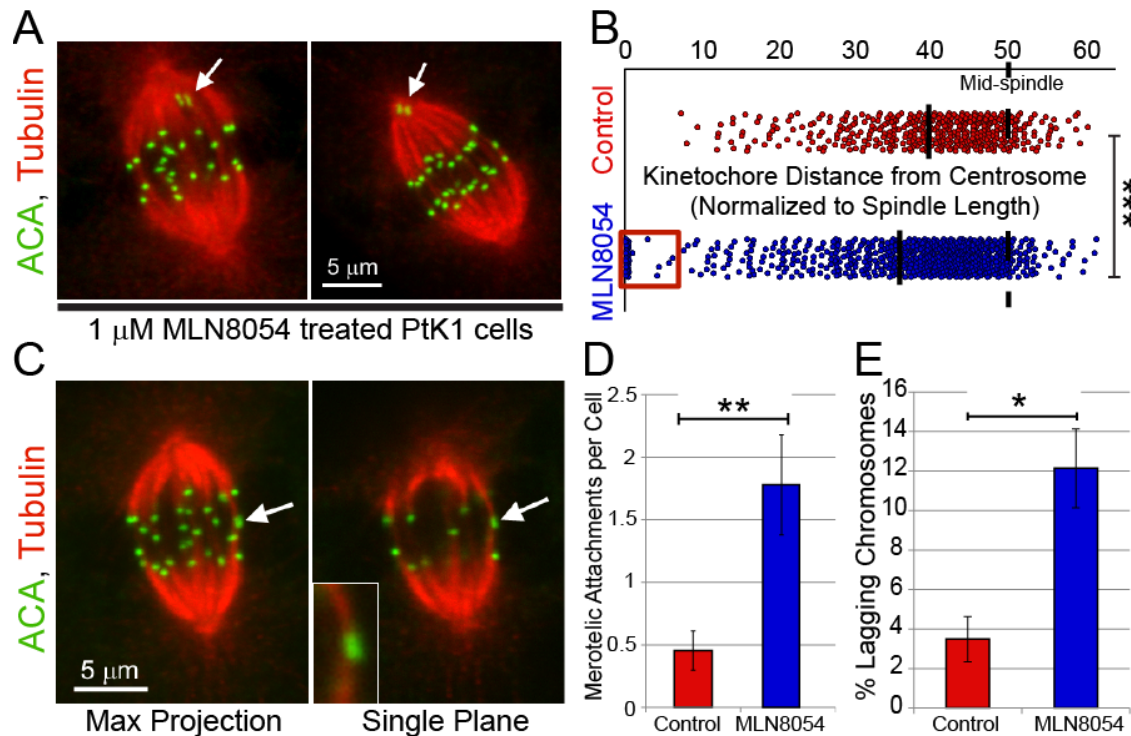 A
ACA, Tubulin
5 μm
1 μM MLN8054 treated PtK1 cells
B
0 10 20 30 40 50 60
Mid-spindle
Control
Kinetochore Distance from Centrosome
(Normalized to Spindle Length)
MLN8054
***
C
ACA, Tubulin
5 μm
Max Projection
Single Plane
D
Merotelic Attachments per Cell
2.5
2
1.5
1
0.5
0
**
Control
MLN8054
E
% Lagging Chromosomes
16
14
12
10
8
6
4
2
0
*
Control
MLN8054